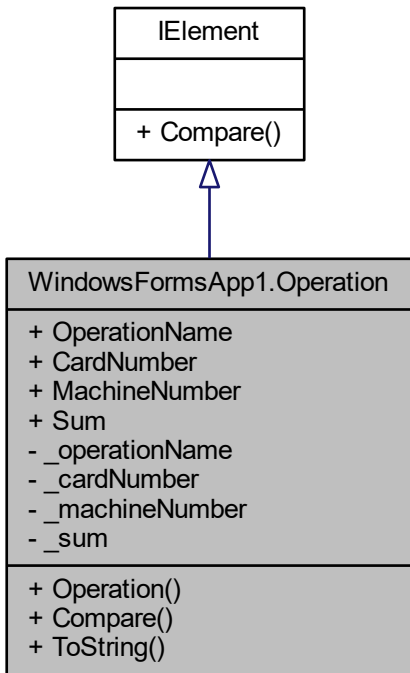 IElement
+ Compare()
WindowsFormsApp1.Operation
+ OperationName
+ CardNumber
+ MachineNumber
+ Sum
- _operationName
- _cardNumber
- _machineNumber
- _sum
+ Operation()
+ Compare()
+ ToString()